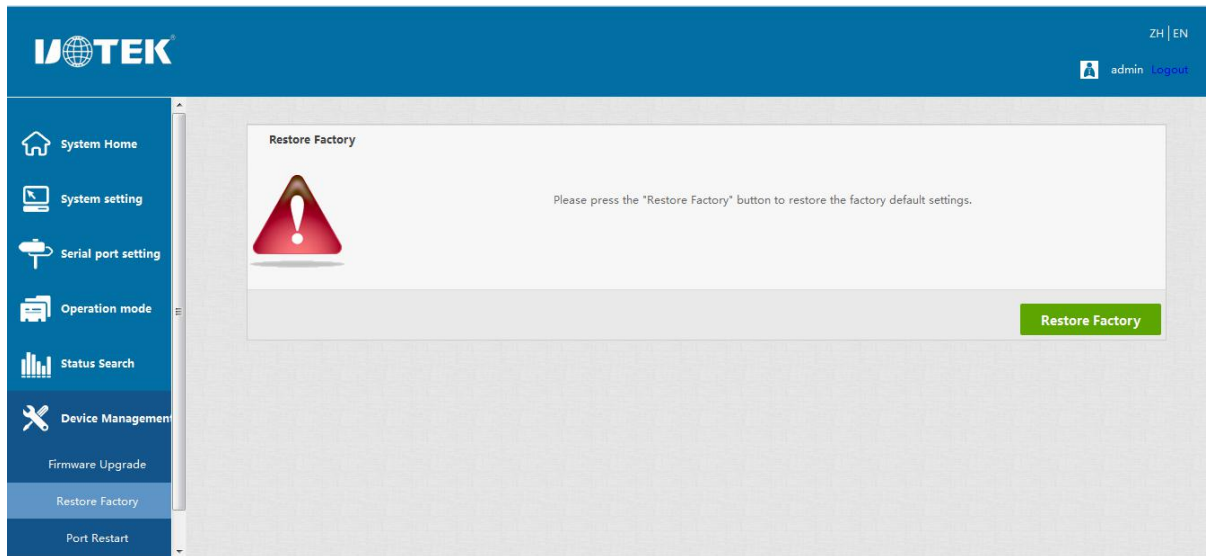 UOTEK®
ZH | EN
admin Logout
System Home
System setting
Serial port setting
Operation mode
Status Search
Device Management
Firmware Upgrade
Restore Factory
Port Restart
Restore Factory
Please press the "Restore Factory" button to restore the factory default settings.
Restore Factory